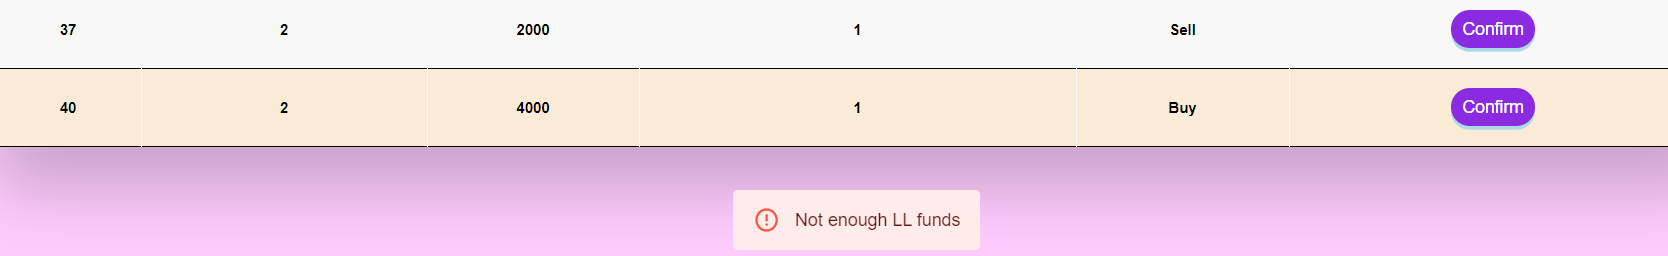 37 2 2000 1 Sell Confirm
40 2 4000 1 Buy Confirm
Not enough LL funds